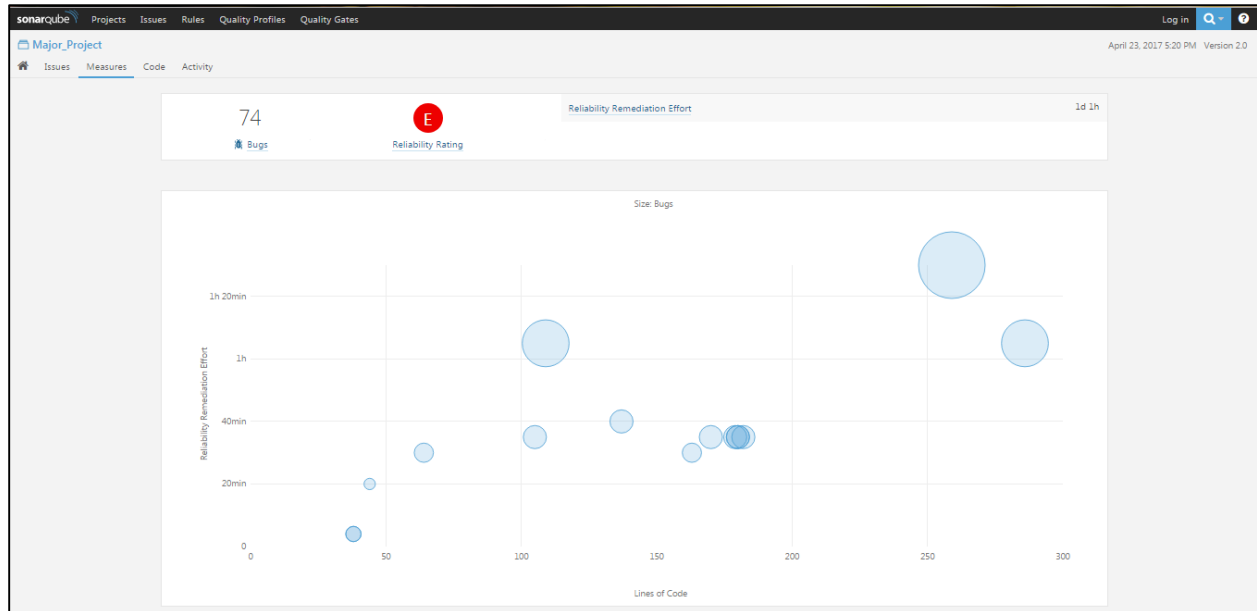 sonarqube Projects Issues Rules Quality Profiles Quality Gates Log in ?
Major_Project April 23, 2017 5:20 PM Version 2.0
Issues Measures Code Activity
74 E Reliability Remediation Effort 1d 1h
Bugs Reliability Rating
Size: Bugs
1h 20min
1h
40min
20min
0
Reliability Remediation Effort
0 50 100 150 200 250 300
Lines of Code